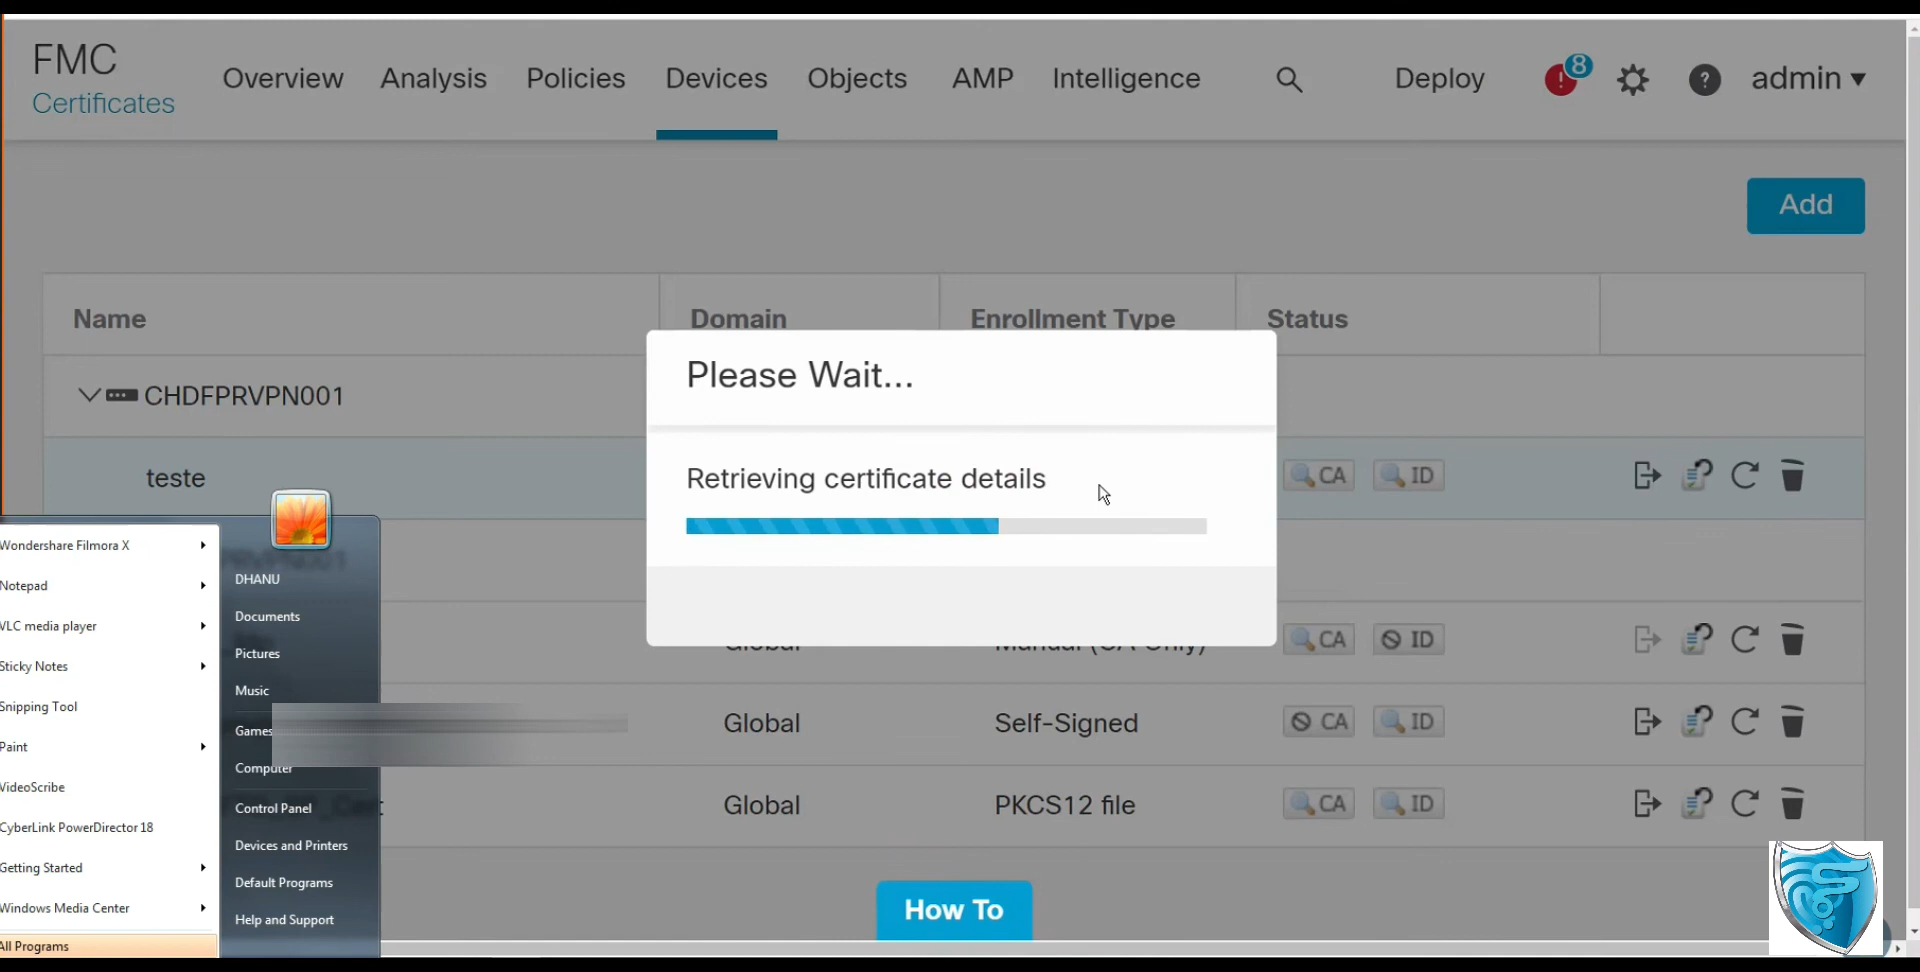 FMC
Certificates
Overview
Analysis
Policies
Devices
Objects
AMP
Intelligence
Deploy
8
admin
Add
Name
Domain
Enrollment Type
Status
CHDFPRVPN001
teste
CA
ID
Please Wait...
Retrieving certificate details
CA
ID
Global
Self-Signed
CA
ID
Global
PKCS12 file
CA
ID
How To
Wondershare Filmora X
Notepad
VLC media player
Sticky Notes
Snipping Tool
Paint
VideoScribe
CyberLink PowerDirector 18
Getting Started
Windows Media Center
All Programs
DHANU
Documents
Pictures
Music
Games
Computer
Control Panel
Devices and Printers
Default Programs
Help and Support